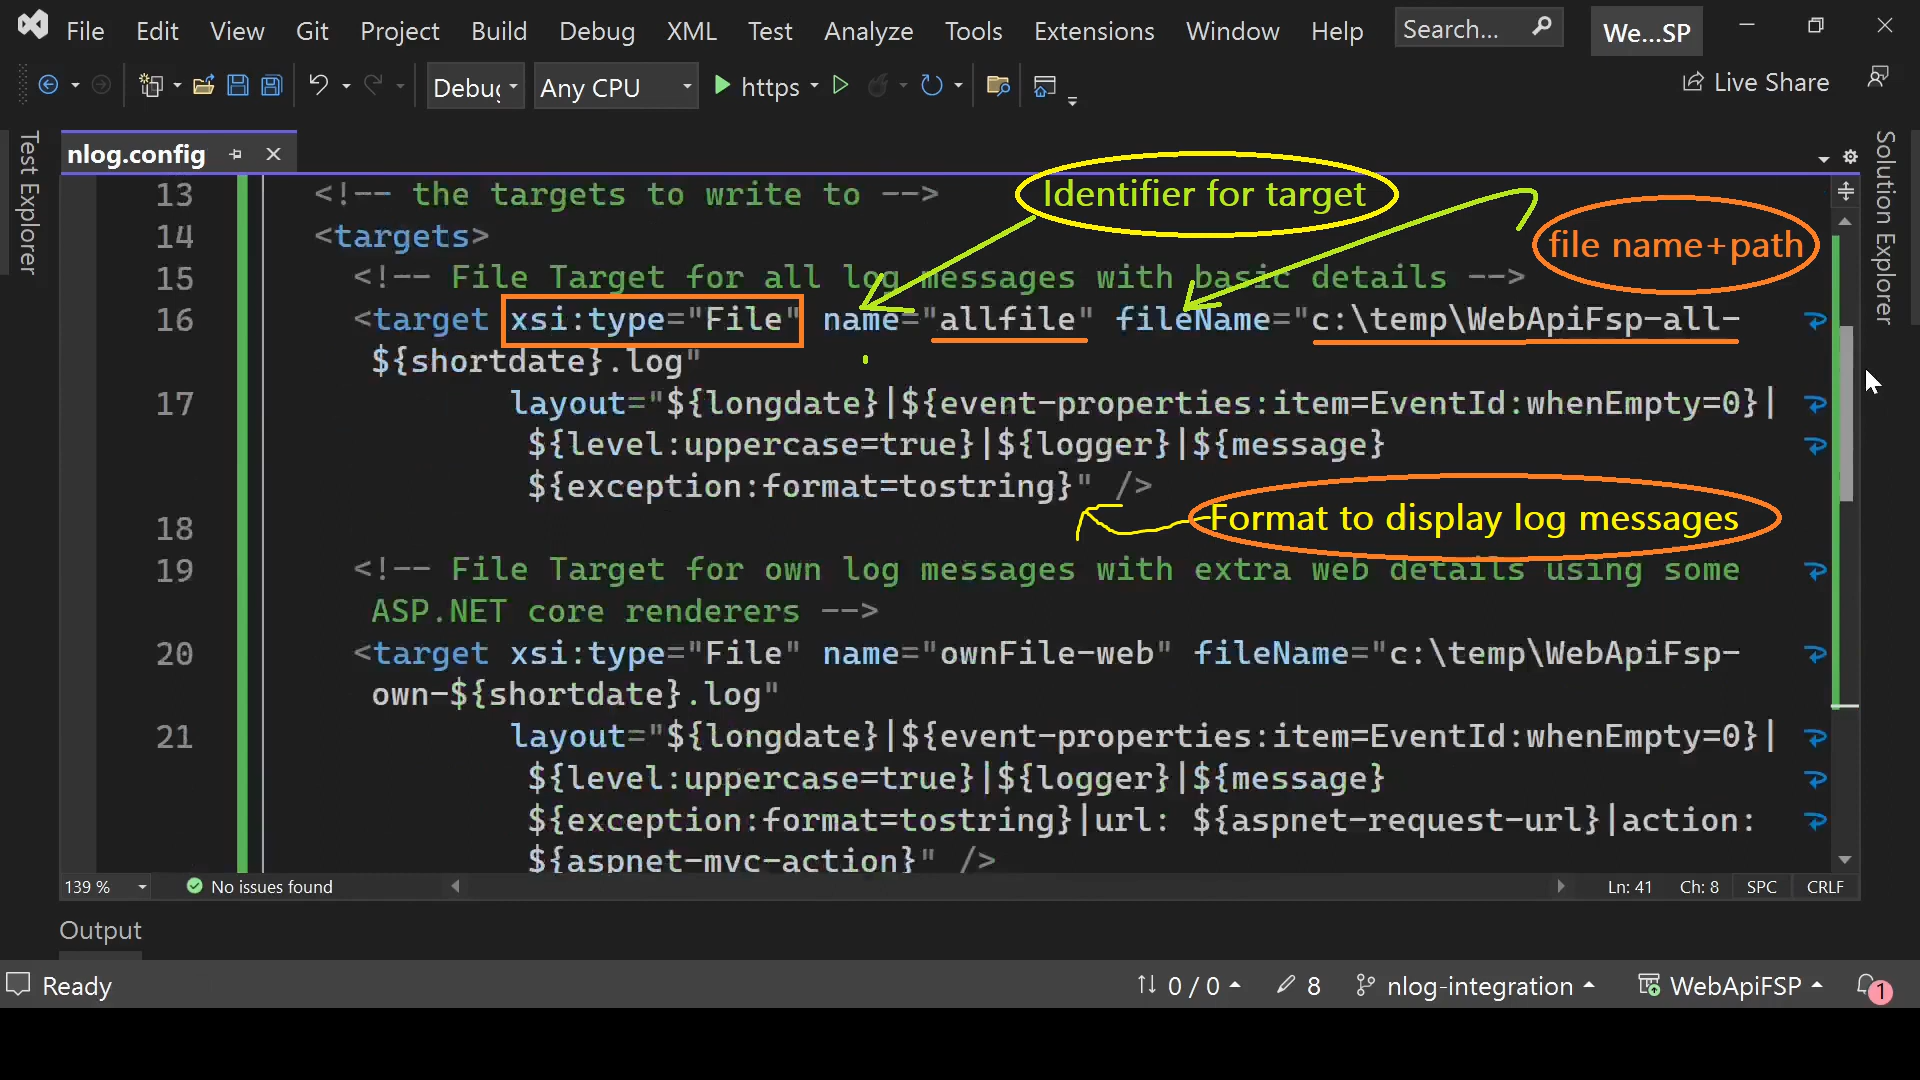 File Edit View Git Project Build Debug XML Test Analyze Tools Extensions Window Help Search... We...SP
Any CPU https Live Share
Test Explorer
nlog.config
Solution Explorer
13 <!-- the targets to write to -->
Identifier for target
14 <targets>
file name+path
15 <!-- File Target for all log messages with basic details -->
16 <target xsi:type="File" name="allfile" fileName="c:\temp\WebApiFsp-all-
${shortdate}.log"
17 layout="${longdate}|${event-properties:item=EventId:whenEmpty=0}|
${level:uppercase=true}|${logger}|${message}
${exception:format=tostring}" />
Format to display log messages
18
19 <!-- File Target for own log messages with extra web details using some
ASP.NET core renderers -->
20 <target xsi:type="File" name="ownFile-web" fileName="c:\temp\WebApiFsp-
own-${shortdate}.log"
21 layout="${longdate}|${event-properties:item=EventId:whenEmpty=0}|
${level:uppercase=true}|${logger}|${message}
${exception:format=tostring}|url: ${aspnet-request-url}|action:
${aspnet-mvc-action}" />
139 % No issues found Ln: 41 Ch: 8 SPC CRLF
Output
Ready 0 / 0 8 nlog-integration WebApiFSP 1